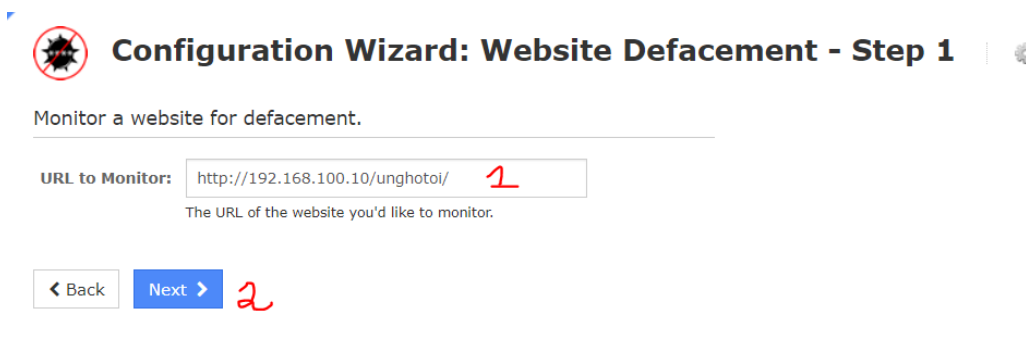 Configuration Wizard: Website Defacement - Step 1
Monitor a website for defacement.
URL to Monitor: http://192.168.100.10/unghotoi/ 1
The URL of the website you'd like to monitor.
Back Next 2